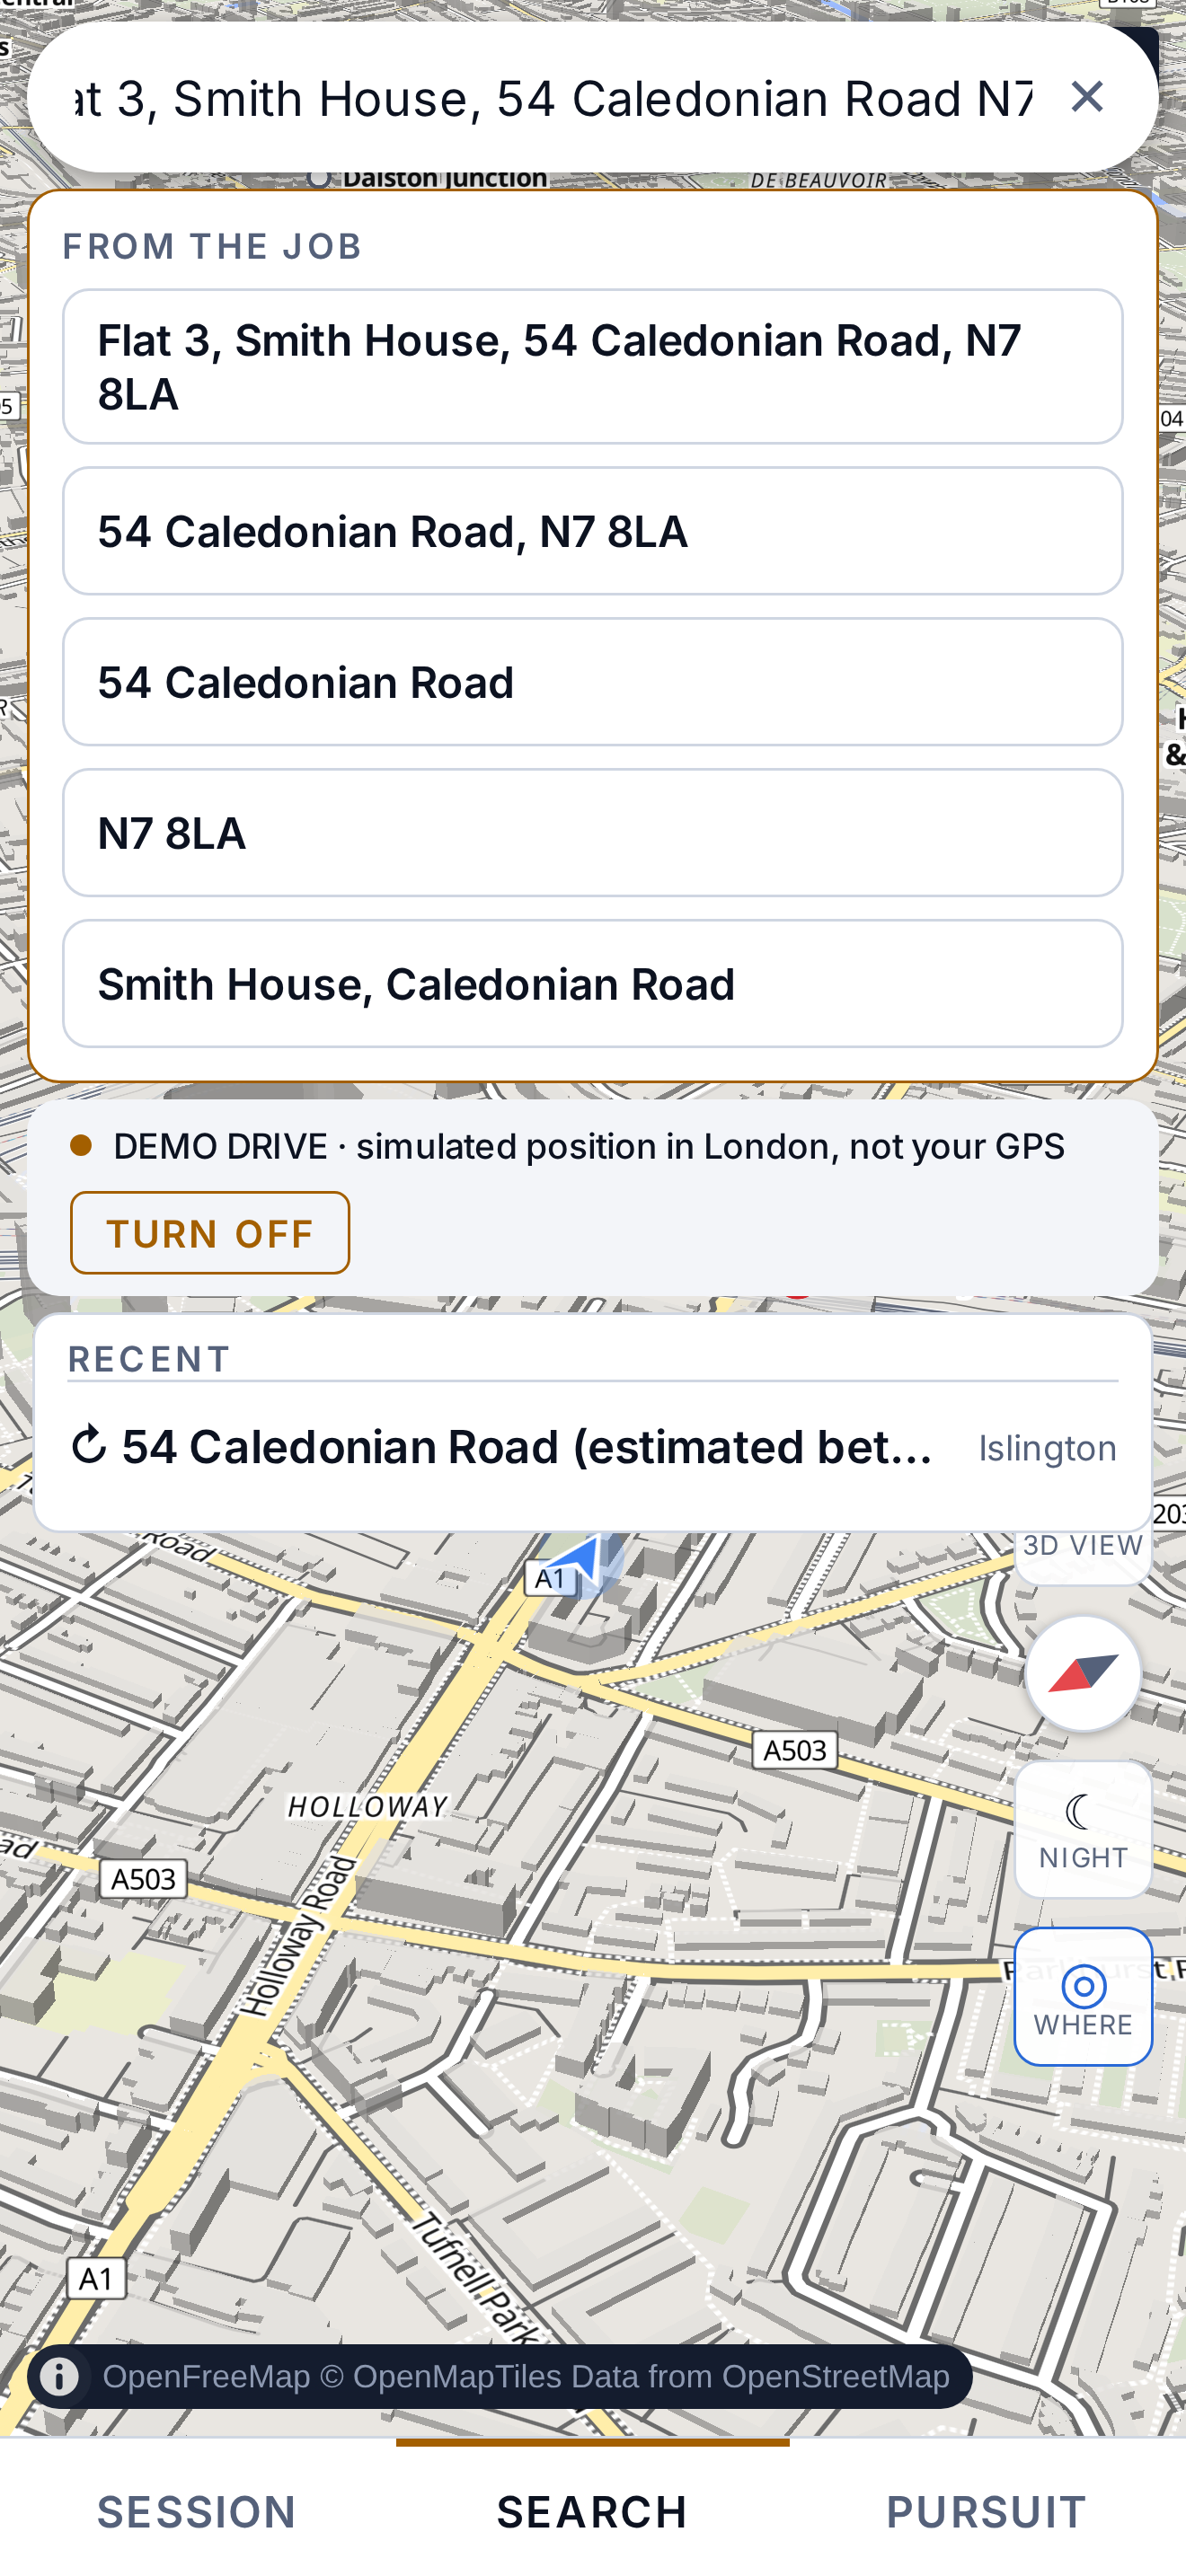 at 3, Smith House, 54 Caledonian Road N7
Dalston Junction
DE BEAUVOIR
FROM THE JOB
Flat 3, Smith House, 54 Caledonian Road, N7
8LA
04
54 Caledonian Road, N7 8LA
54 Caledonian Road
&
N7 8LA
Smith House, Caledonian Road
DEMO DRIVE · simulated position in London, not your GPS
TURN OFF
RECENT
↻ 54 Caledonian Road (estimated bet... Islington
203
3D VIEW
Road
A1
A503
HOLLOWAY
NIGHT
A503
Holloway Road
WHERE
Tufnell Park
A1
OpenFreeMap © OpenMapTiles Data from OpenStreetMap
SESSION
SEARCH
PURSUIT